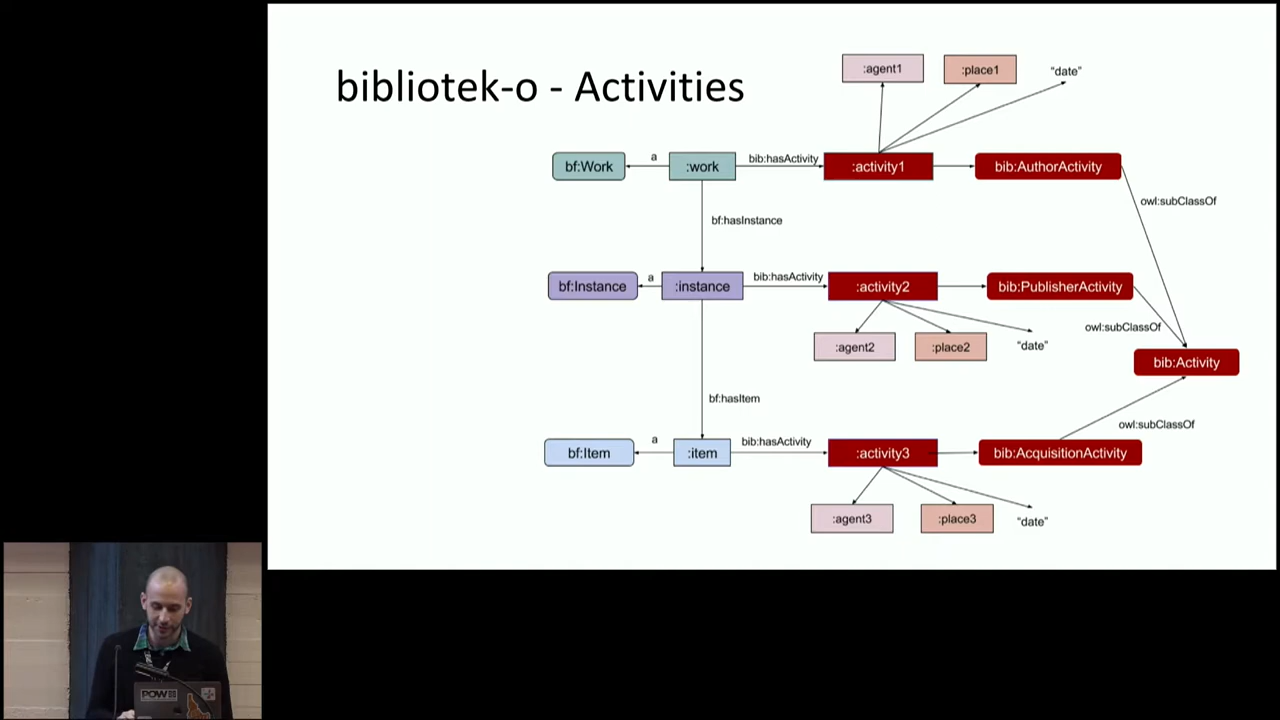 bibliotek-o - Activities
:agent1
:place1
"date"
bf:Work
a
:work
bib:hasActivity
:activity1
bib:AuthorActivity
owl:subClassOf
bf:hasInstance
bf:Instance
a
:instance
bib:hasActivity
:activity2
bib:PublisherActivity
owl:subClassOf
:agent2
:place2
"date"
bib:Activity
bf:hasItem
owl:subClassOf
bf:Item
a
:item
bib:hasActivity
:activity3
bib:AcquisitionActivity
:agent3
:place3
"date"
POW